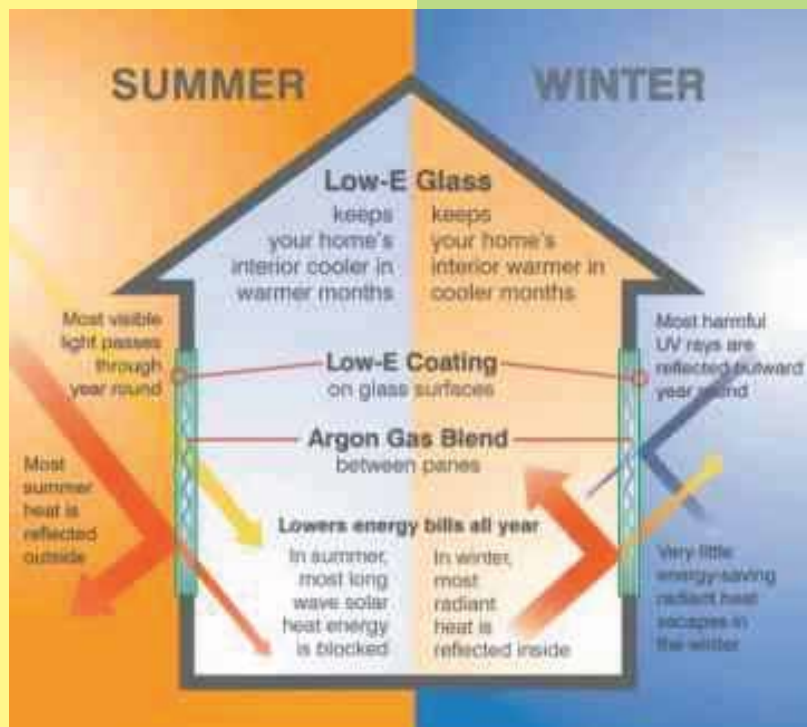 SUMMER
WINTER
Low-E Glass
keeps
your home's
interior cooler in
warmer months
keeps
your home's
interior warmer in
cooler months
Most visible
light passes
through
year round
Low-E Coating
on glass surfaces
Most harmful
UV rays are
reflected outward
year round
Argon Gas Blend
between panes
Most
summer
heat is
reflected
outside
Lowers energy bills all year
In summer,
most long
wave solar
heat energy
is blocked
In winter,
most
radiant
heat is
reflected inside
Very little
energy-saving
radiant heat
escapes in
the winter